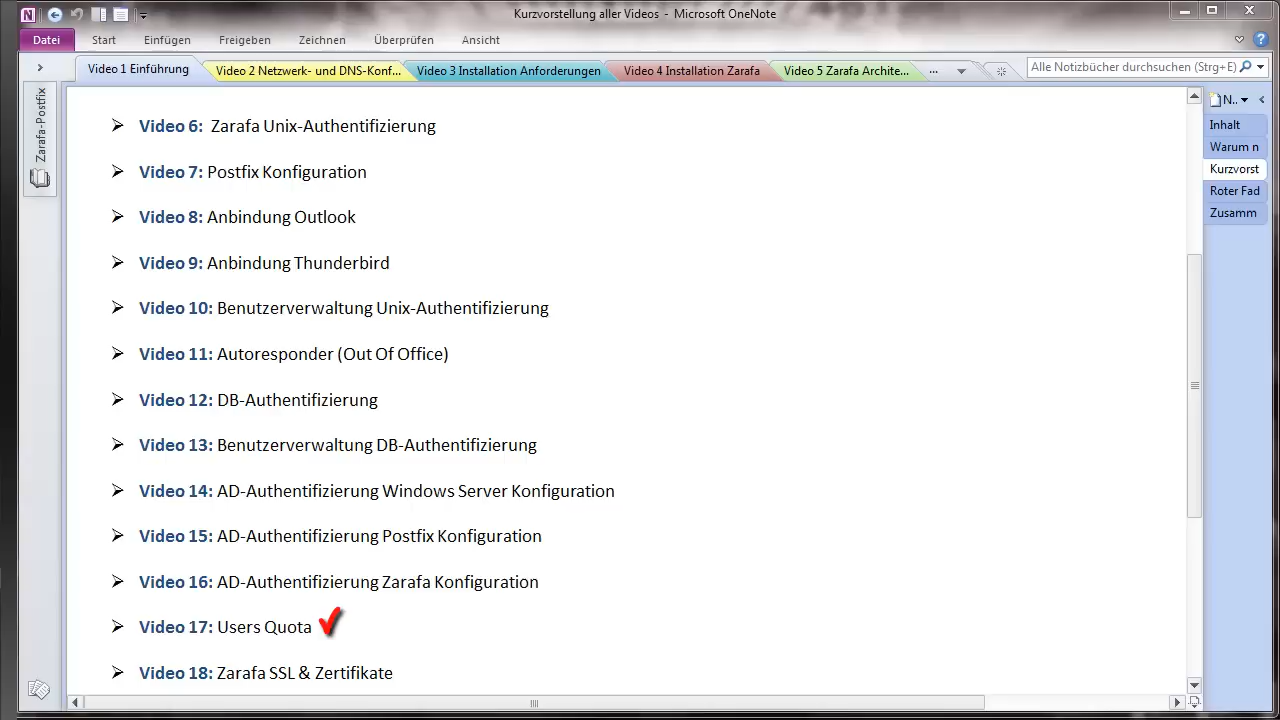 Kurzvorstellung aller Videos - Microsoft OneNote
Datei Start Einfügen Freigeben Zeichnen Überprüfen Ansicht
Video 1 Einführung Video 2 Netzwerk- und DNS-Konf... Video 3 Installation Anforderungen Video 4 Installation Zarafa Video 5 Zarafa Archite... ... Alle Notizbücher durchsuchen (Strg+E)
Zarafa-Postfix
N..
Inhalt
Warum n
Kurzvorst
Roter Fad
Zusamm
Video 6: Zarafa Unix-Authentifizierung
Video 7: Postfix Konfiguration
Video 8: Anbindung Outlook
Video 9: Anbindung Thunderbird
Video 10: Benutzerverwaltung Unix-Authentifizierung
Video 11: Autoresponder (Out Of Office)
Video 12: DB-Authentifizierung
Video 13: Benutzerverwaltung DB-Authentifizierung
Video 14: AD-Authentifizierung Windows Server Konfiguration
Video 15: AD-Authentifizierung Postfix Konfiguration
Video 16: AD-Authentifizierung Zarafa Konfiguration
Video 17: Users Quota
Video 18: Zarafa SSL & Zertifikate